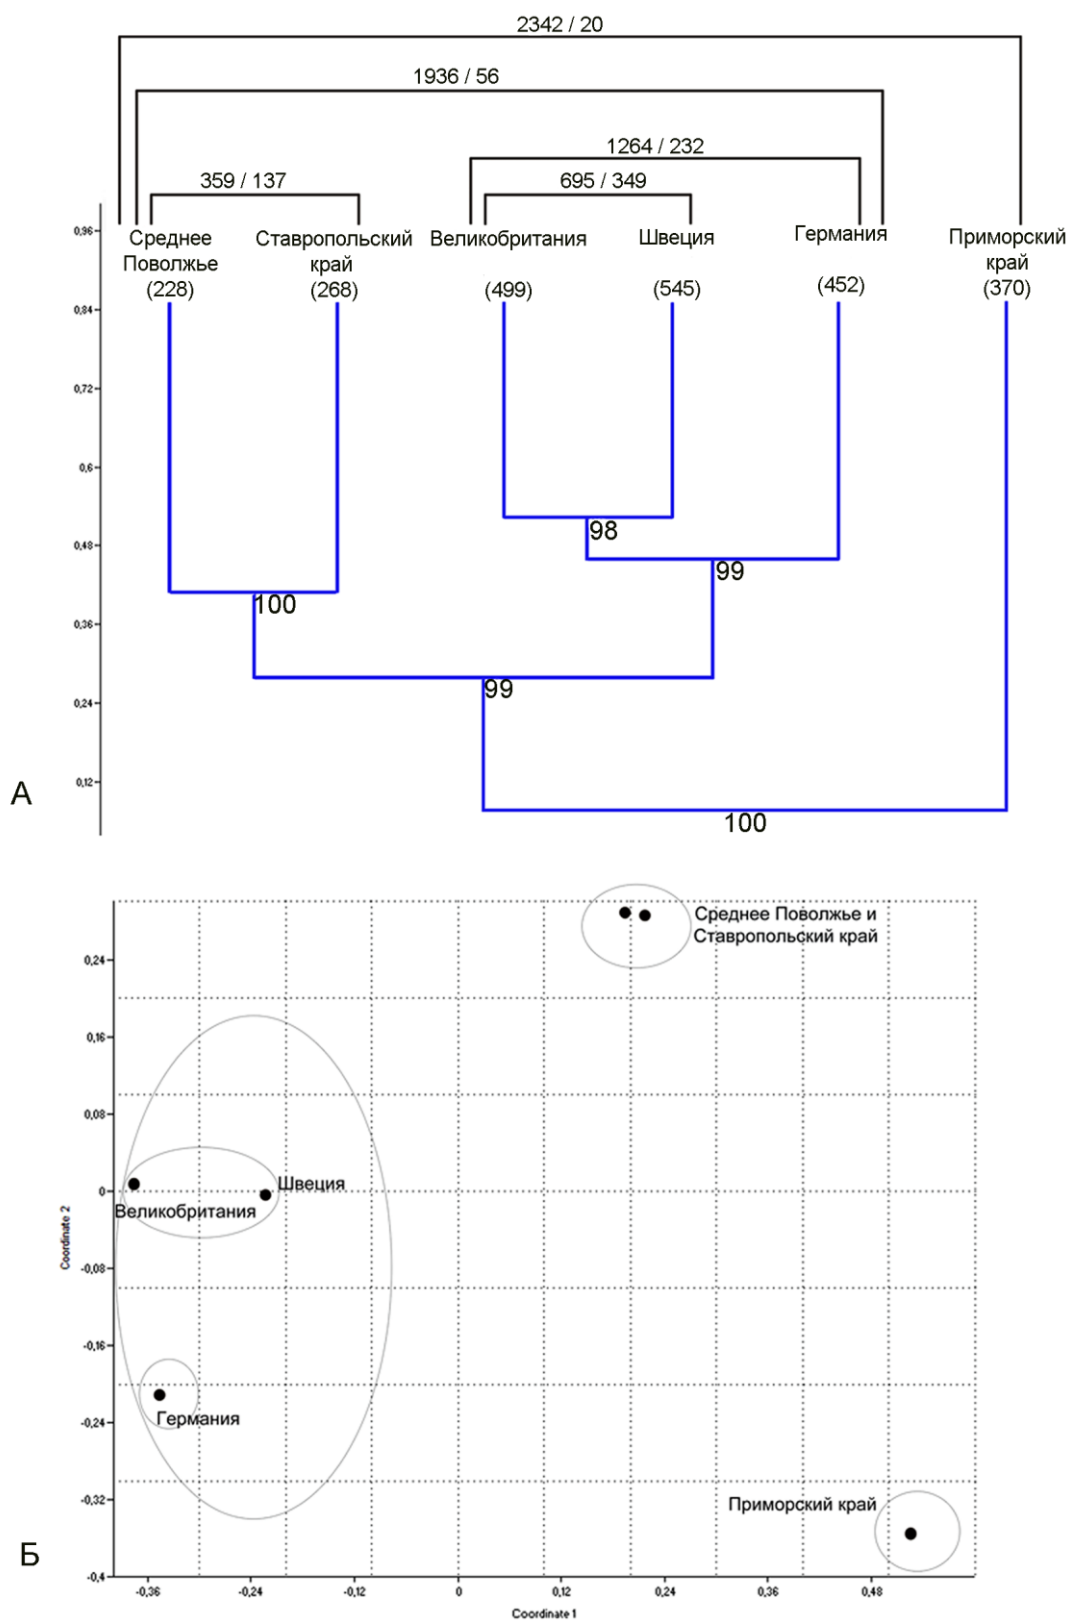 2342 / 20
1936 / 56
1264 / 232
359 / 137
695 / 349
Среднее
Поволжье
(228)
Ставропольский
край
(268)
Великобритания
(499)
Швеция
(545)
Германия
(452)
Приморский
край
(370)
0,96
0,84
0,72
0,6
0,48
0,36
0,24
0,12
98
99
100
99
100
А
Среднее Поволжье и
Ставропольский край
0,24
0,16
0,08
0
-0,08
-0,16
-0,24
-0,32
-0,4
Coordinate 2
Швеция
Великобритания
Германия
Приморский край
Б
-0,36
-0,24
-0,12
0
0,12
0,24
0,36
0,48
Coordinate 1